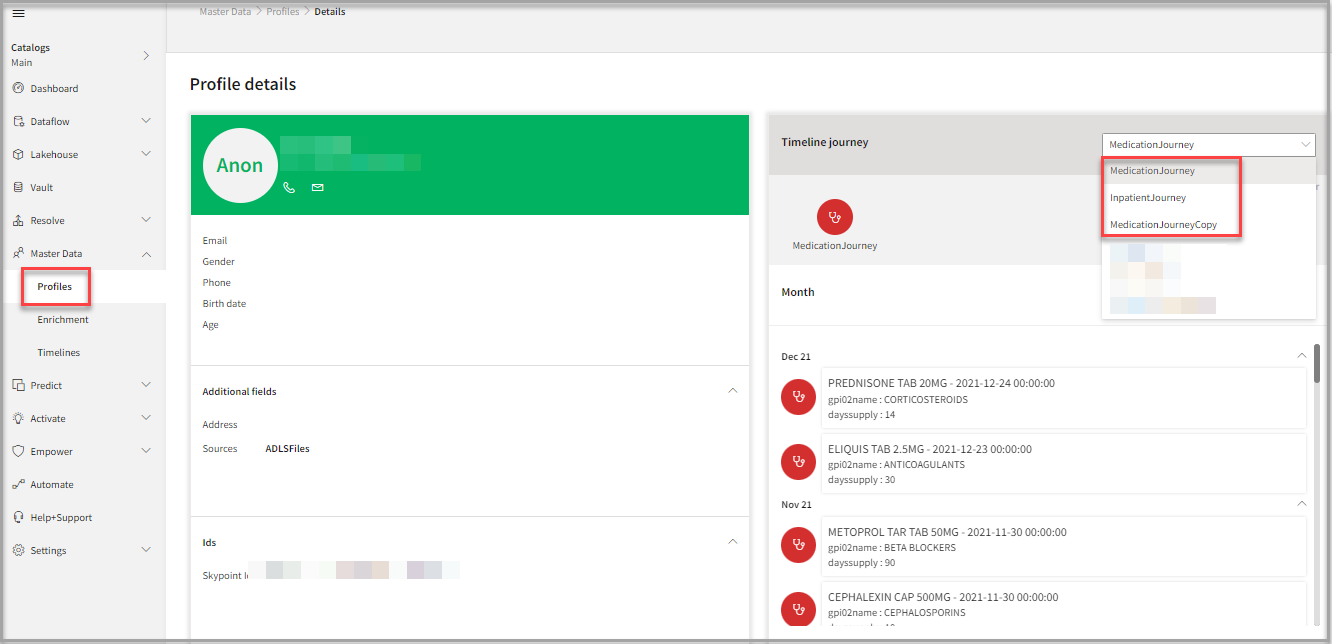 Master Data > Profiles > Details
Catalogs
Main
Dashboard
Dataflow
Lakehouse
Vault
Resolve
Master Data
Profiles
Enrichment
Timelines
Predict
Activate
Empower
Automate
Help+Support
Settings
Profile details
Anon
Email
Gender
Phone
Birth date
Age
Additional fields
Address
Sources ADLSFiles
Ids
Skypoint
Timeline journey
MedicationJourney
MedicationJourney
InpatientJourney
MedicationJourneyCopy
MedicationJourney
Month
Dec 21
PREDNISONE TAB 20MG - 2021-12-24 00:00:00
gpi02name : CORTICOSTEROIDS
dayssupply : 14
ELIQUIS TAB 2.5MG - 2021-12-23 00:00:00
gpi02name : ANTICOAGULANTS
dayssupply : 30
Nov 21
METOPROL TAR TAB 50MG - 2021-11-30 00:00:00
gpi02name : BETA BLOCKERS
dayssupply : 90
CEPHALEXIN CAP 500MG - 2021-11-30 00:00:00
gpi02name : CEPHALOSPORINS